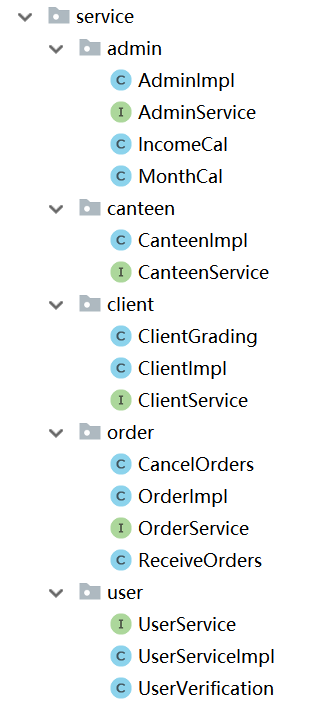 service
admin
C AdminImpl
I AdminService
C IncomeCal
C MonthCal
canteen
C CanteenImpl
I CanteenService
client
C ClientGrading
C ClientImpl
I ClientService
order
C CancelOrders
C OrderImpl
I OrderService
C ReceiveOrders
user
I UserService
C UserServiceImpl
C UserVerification